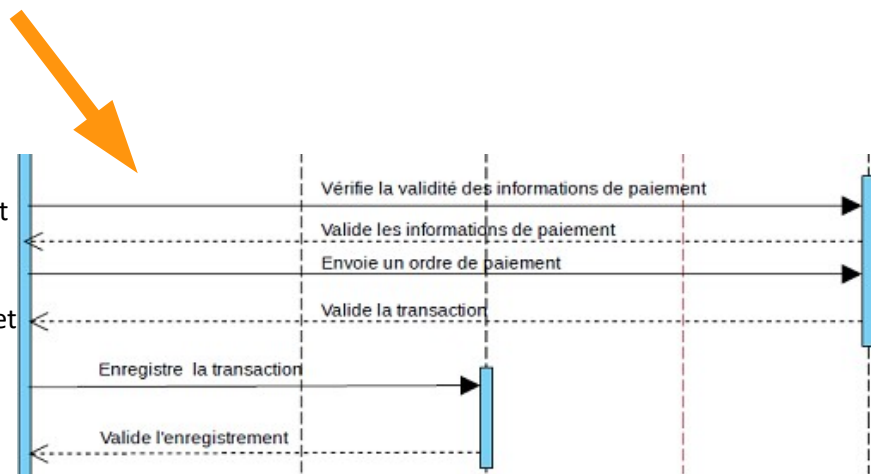 Vérifie la validité des informations de paiement
t
Valide les informations de paiement
Envoie un ordre de paiement
Valide la transaction
et
Enregistre la transaction
Valide l'enregistrement